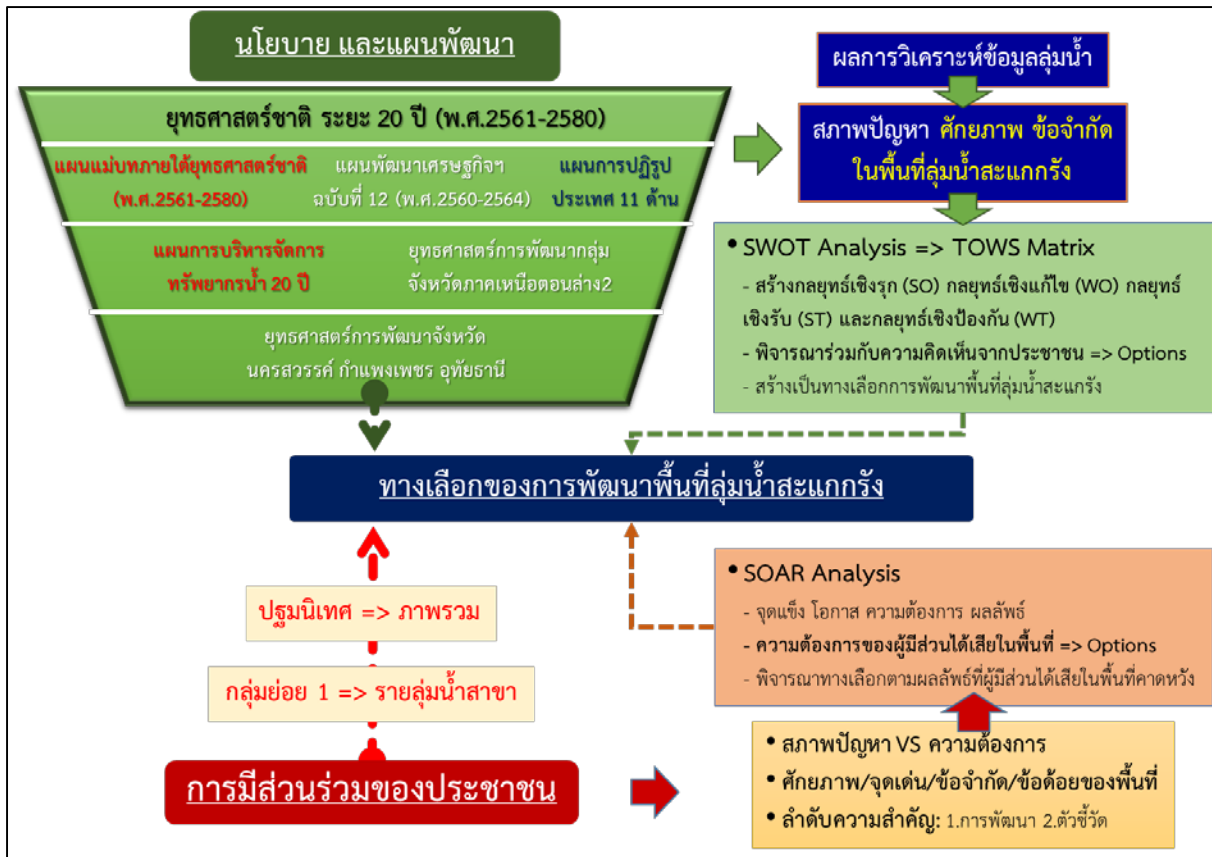 นโยบาย และแผนพัฒนา
ยุทธศาสตร์ชาติ ระยะ 20 ปี (พ.ศ.2561-2580)
แผนแม่บทภายใต้ยุทธศาสตร์ชาติ
(พ.ศ.2561-2580)
แผนพัฒนาเศรษฐกิจฯ
ฉบับที่ 12 (พ.ศ.2560-2564)
แผนการปฏิรูป
ประเทศ 11 ด้าน
แผนการบริหารจัดการ
ทรัพยากรน้ำ 20 ปี
ยุทธศาสตร์การพัฒนากลุ่ม
จังหวัดภาคเหนือตอนล่าง2
ยุทธศาสตร์การพัฒนาจังหวัด
นครสวรรค์ กำแพงเพชร อุทัยธานี
ผลการวิเคราะห์ข้อมูลลุ่มน้ำ
สภาพปัญหา ศักยภาพ ข้อจำกัด
ในพื้นที่ลุ่มน้ำสะแกกรัง
• SWOT Analysis => TOWS Matrix
- สร้างกลยุทธ์เชิงรุก (SO) กลยุทธ์เชิงแก้ไข (WO) กลยุทธ์
เชิงรับ (ST) และกลยุทธ์เชิงป้องกัน (WT)
- พิจารณาร่วมกับความคิดเห็นจากประชาชน => Options
- สร้างเป็นทางเลือกการพัฒนาพื้นที่ลุ่มน้ำสะแกรัง
ทางเลือกของการพัฒนาพื้นที่ลุ่มน้ำสะแกกรัง
• SOAR Analysis
- จุดแข็ง โอกาส ความต้องการ ผลลัพธ์
- ความต้องการของผู้มีส่วนได้เสียในพื้นที่ => Options
- พิจารณาทางเลือกตามผลลัพธ์ที่ผู้มีส่วนได้เสียในพื้นที่คาดหวัง
ปฐมนิเทศ => ภาพรวม
กลุ่มย่อย 1 => รายลุ่มน้ำสาขา
การมีส่วนร่วมของประชาชน
• สภาพปัญหา VS ความต้องการ
• ศักยภาพ/จุดเด่น/ข้อจำกัด/ข้อด้อยของพื้นที่
• ลำดับความสำคัญ: 1.การพัฒนา 2.ตัวชี้วัด